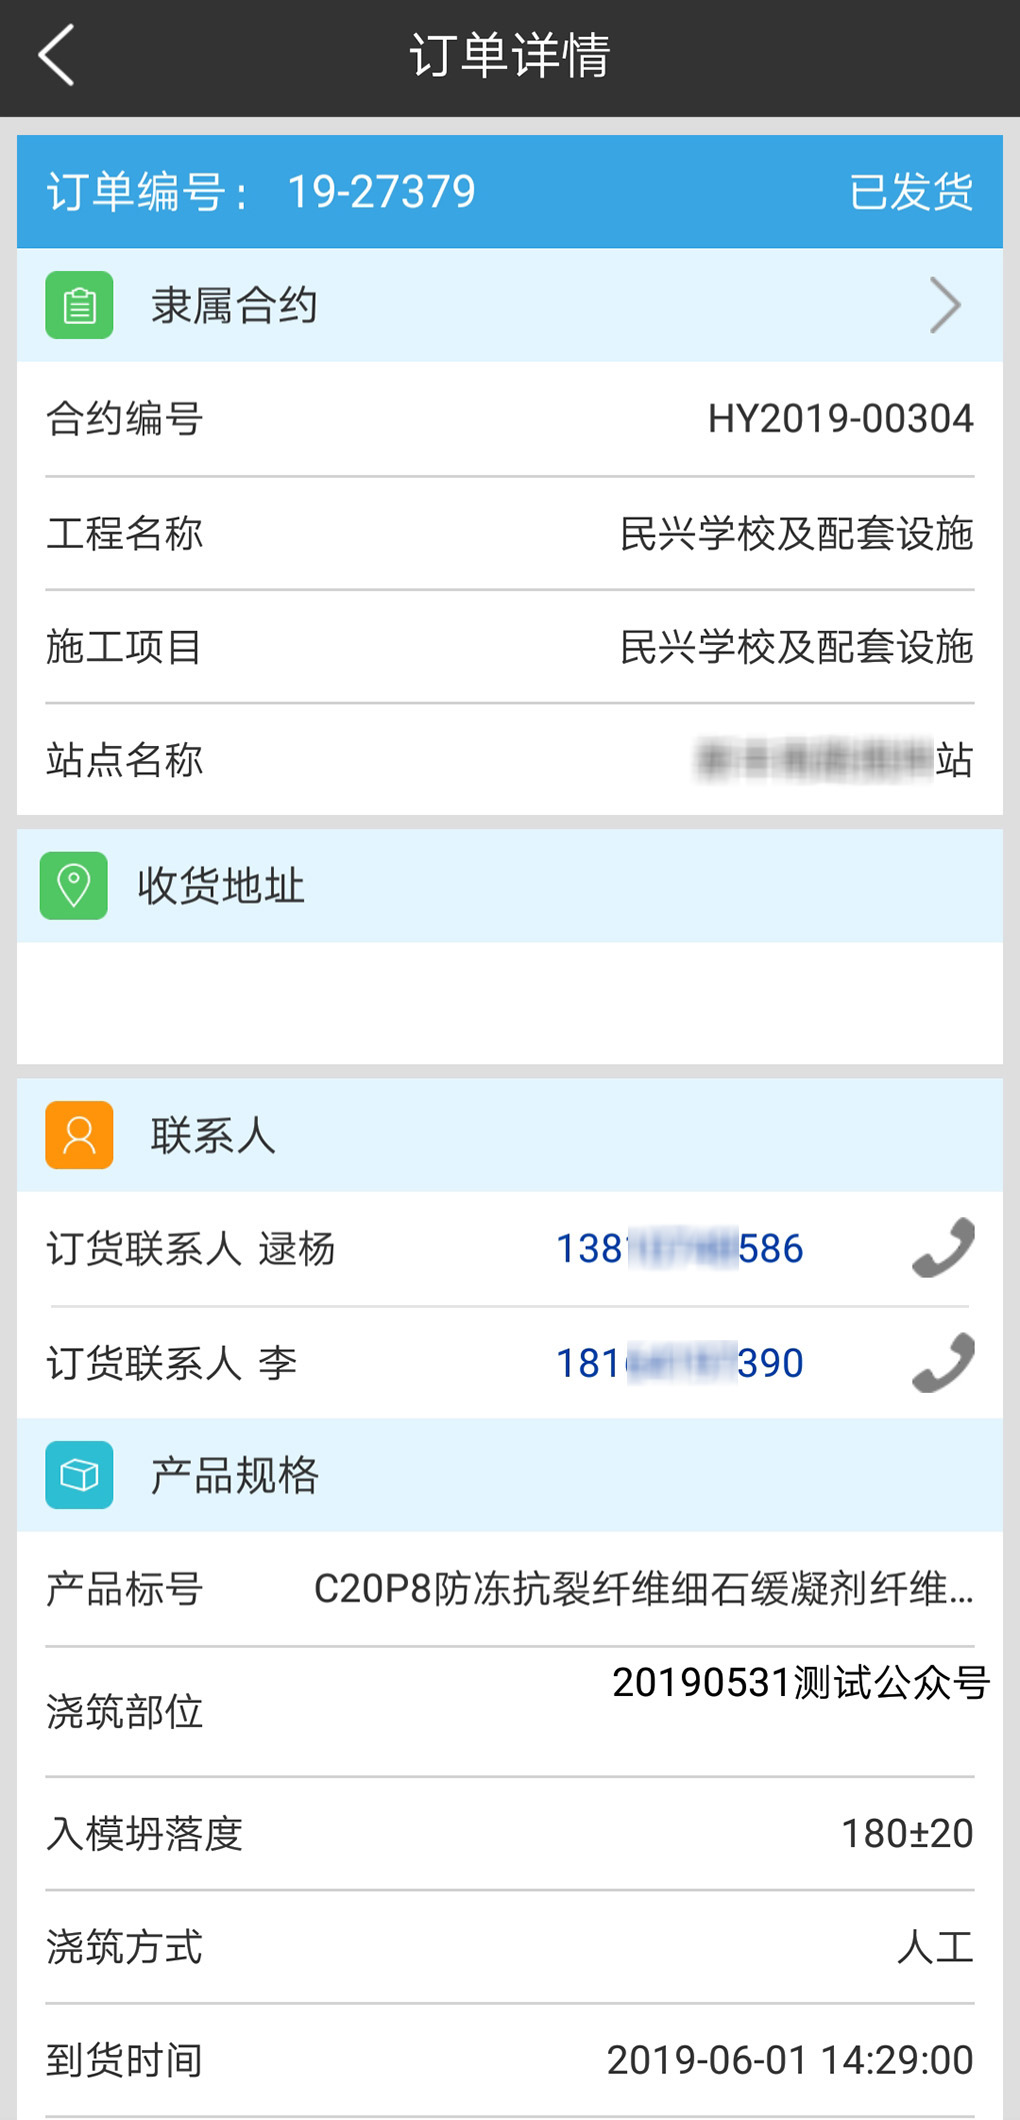 订单详情
订单编号： 19-27379 已发货
隶属合约
合约编号 HY2019-00304
工程名称 民兴学校及配套设施
施工项目 民兴学校及配套设施
站点名称 站
收货地址
联系人
订货联系人 逯杨 138 586
订货联系人 李 181 390
产品规格
产品标号 C20P8防冻抗裂纤维细石缓凝剂纤维...
浇筑部位 20190531测试公众号
入模坍落度 180±20
浇筑方式 人工
到货时间 2019-06-01 14:29:00